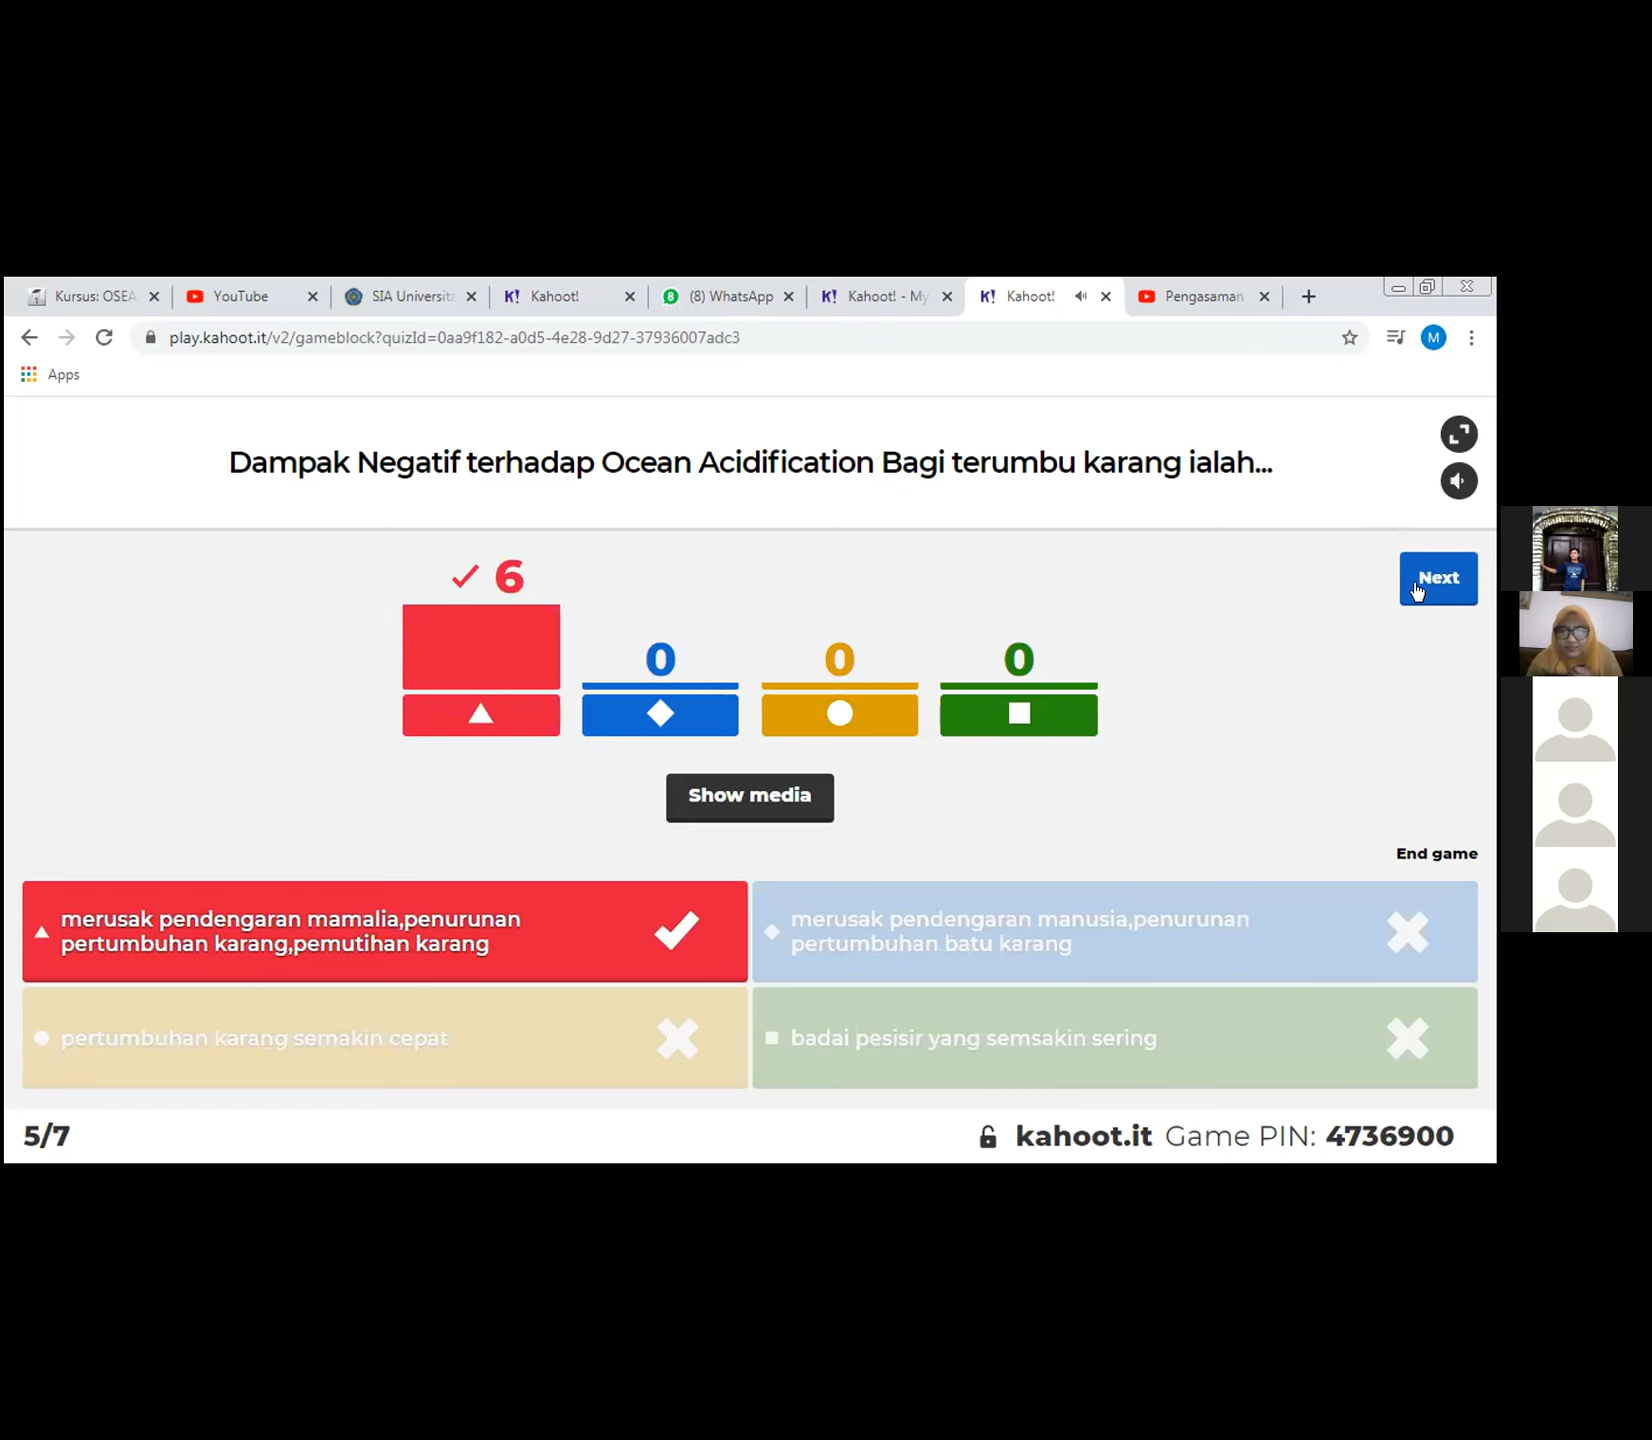 Kursus: OSEA
YouTube
SIA Universita
K! Kahoot!
8 (8) WhatsApp
K! Kahoot! - My
K! Kahoot!
Pengasaman
play.kahoot.it/v2/gameblock?quizId=0aa9f182-a0d5-4e28-9d27-37936007adc3
M
Apps
Dampak Negatif terhadap Ocean Acidification Bagi terumbu karang ialah...
Next
6
0
0
0
Show media
End game
merusak pendengaran mamalia,penurunan
pertumbuhan karang,pemutihan karang
merusak pendengaran manusia,penurunan
pertumbuhan batu karang
pertumbuhan karang semakin cepat
badai pesisir yang semsakin sering
5/7
kahoot.it Game PIN: 4736900